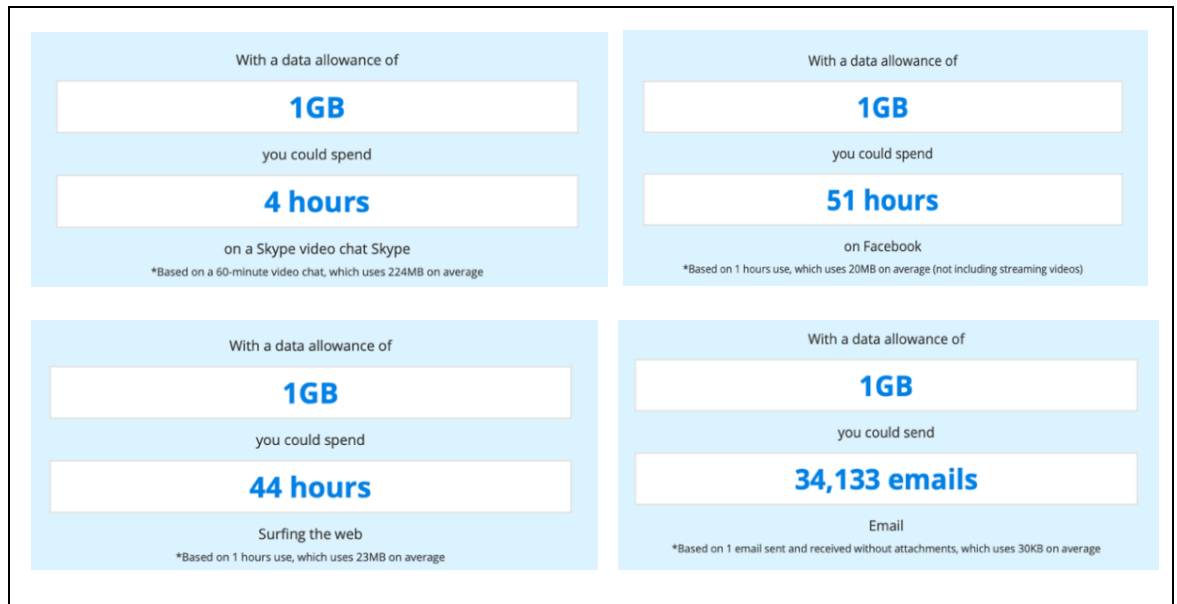 With a data allowance of
1GB
you could spend
4 hours
on a Skype video chat Skype
*Based on a 60-minute video chat, which uses 224MB on average
With a data allowance of
1GB
you could spend
51 hours
on Facebook
*Based on 1 hours use, which uses 20MB on average (not including streaming videos)
With a data allowance of
1GB
you could spend
44 hours
Surfing the web
*Based on 1 hours use, which uses 23MB on average
With a data allowance of
1GB
you could send
34,133 emails
Email
*Based on 1 email sent and received without attachments, which uses 30KB on average